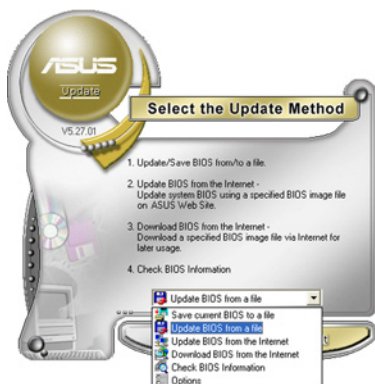 ASUS
Update
V5.27.01
Select the Update Method
1. Update/Save BIOS from/to a file.
2. Update BIOS from the Internet -
Update system BIOS using a specified BIOS image file
on ASUS Web Site.
3. Download BIOS from the Internet -
Download a specified BIOS image file via Internet for
later usage.
4. Check BIOS Information
Update BIOS from a file
Save current BIOS to a file
Update BIOS from a file
Update BIOS from the Internet
Download BIOS from the Internet
Check BIOS Information
Options